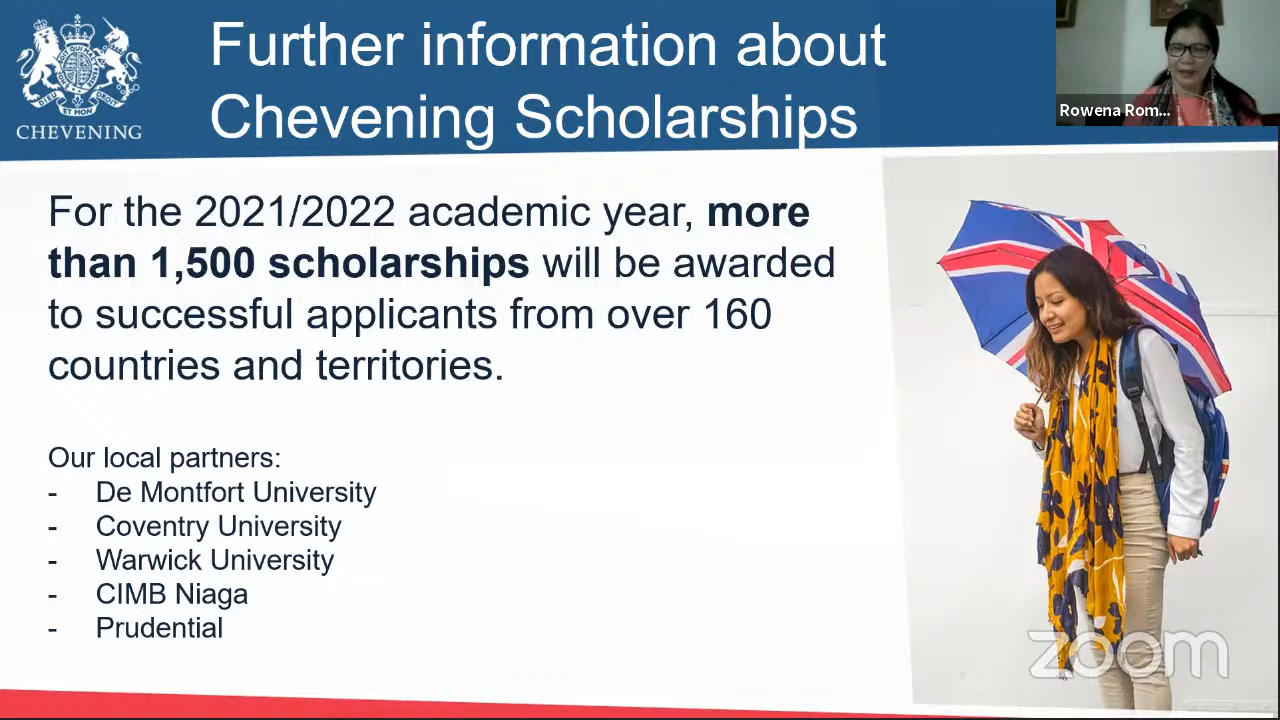 Further information about
Chevening Scholarships
CHEVENING
Rowena Rom...
For the 2021/2022 academic year, more
than 1,500 scholarships will be awarded
to successful applicants from over 160
countries and territories.
Our local partners:
- De Montfort University
- Coventry University
- Warwick University
- CIMB Niaga
- Prudential
zoom